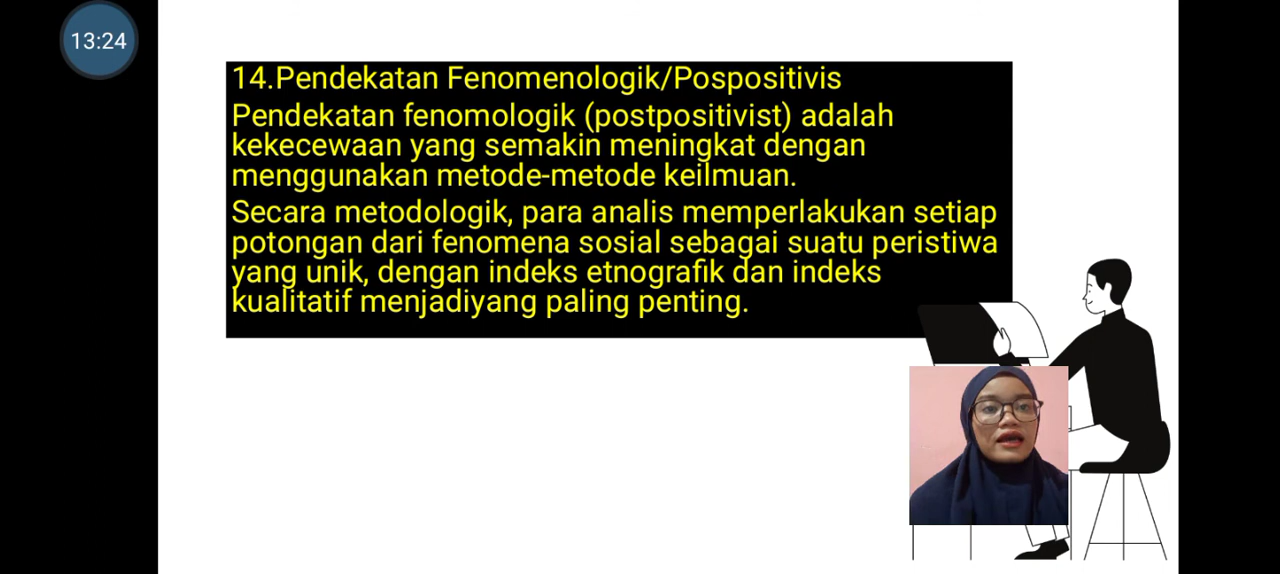 13:24
14.Pendekatan Fenomenologik/Pospositivis
Pendekatan fenomologik (postpositivist) adalah
kekecewaan yang semakin meningkat dengan
menggunakan metode-metode keilmuan.
Secara metodologik, para analis memperlakukan setiap
potongan dari fenomena sosial sebagai suatu peristiwa
yang unik, dengan indeks etnografik dan indeks
kualitatif menjadiyang paling penting.